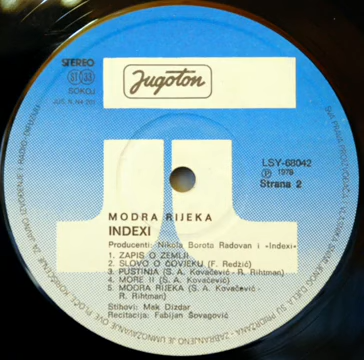 STEREO
ST 33
SOKOJ
Jugoton
LSY-68042
℗ 1978
Strana 2
MODRA RIJEKA
INDEXI
Producenti: Nikola Borota Radovan i »Indexi«
1. ZAPIS O ZEMLJI
2. SLOVO O ČOVJEKU (F. Redžić)
3. PUSTINJA (S. A. Kovačević - R. Rihtman)
4. MORE II (S. A. Kovačević)
5. MODRA RIJEKA (S. A. Kovačević -
R. Rihtman)
Stihovi: Mak Dizdar
Recitacija: Fabijan Šovagović